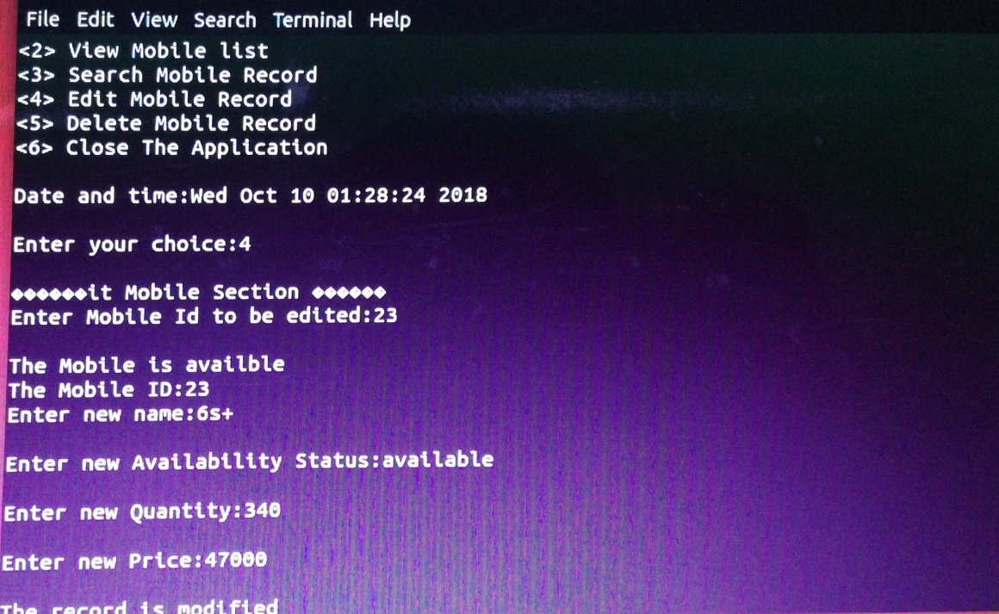 File Edit View Search Terminal Help
<2> View Mobile list
<3> Search Mobile Record
<4> Edit Mobile Record
<5> Delete Mobile Record
<6> Close The Application
Date and time:Wed Oct 10 01:28:24 2018
Enter your choice:4
������it Mobile Section ������
Enter Mobile Id to be edited:23
The Mobile is availble
The Mobile ID:23
Enter new name:6s+
Enter new Availability Status:available
Enter new Quantity:340
Enter new Price:47000
The record is modified